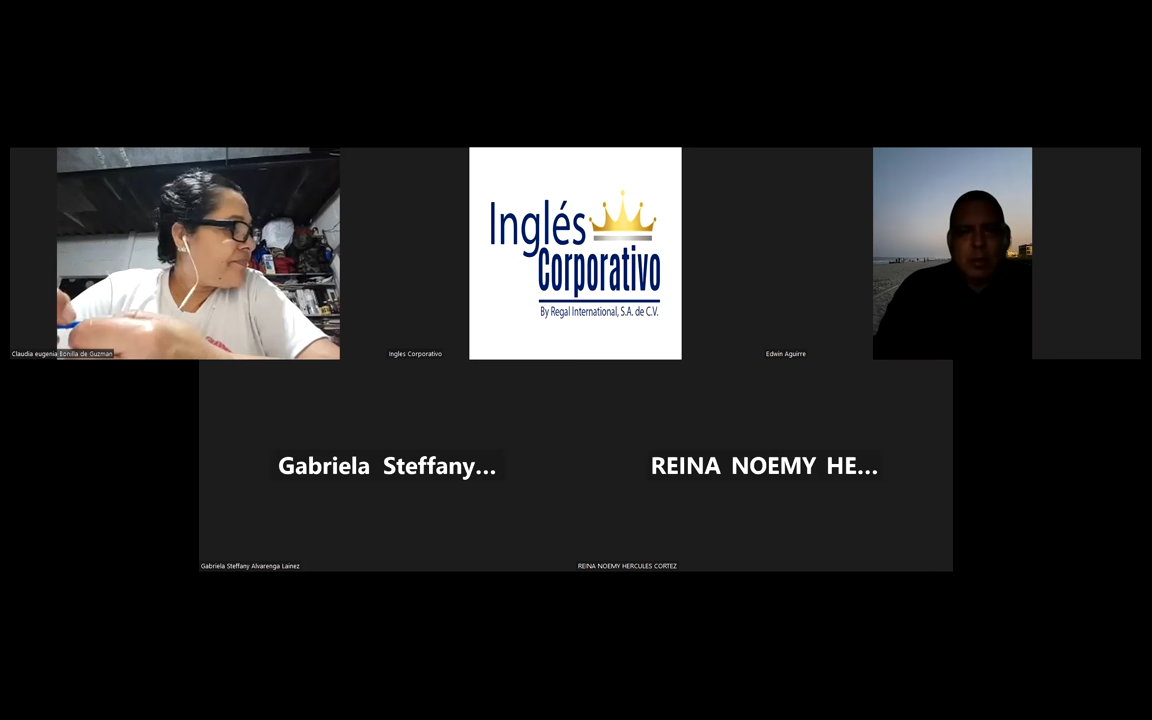 Inglés
Corporativo
By Regal International, S.A. de C.V.
Claudia eugenia Bonilla de Guzman
Ingles Corporativo
Edwin Aguirre
Gabriela Steffany...
REINA NOEMY HE...
Gabriela Steffany Alvarenga Lainez
REINA NOEMY HERCULES CORTEZ